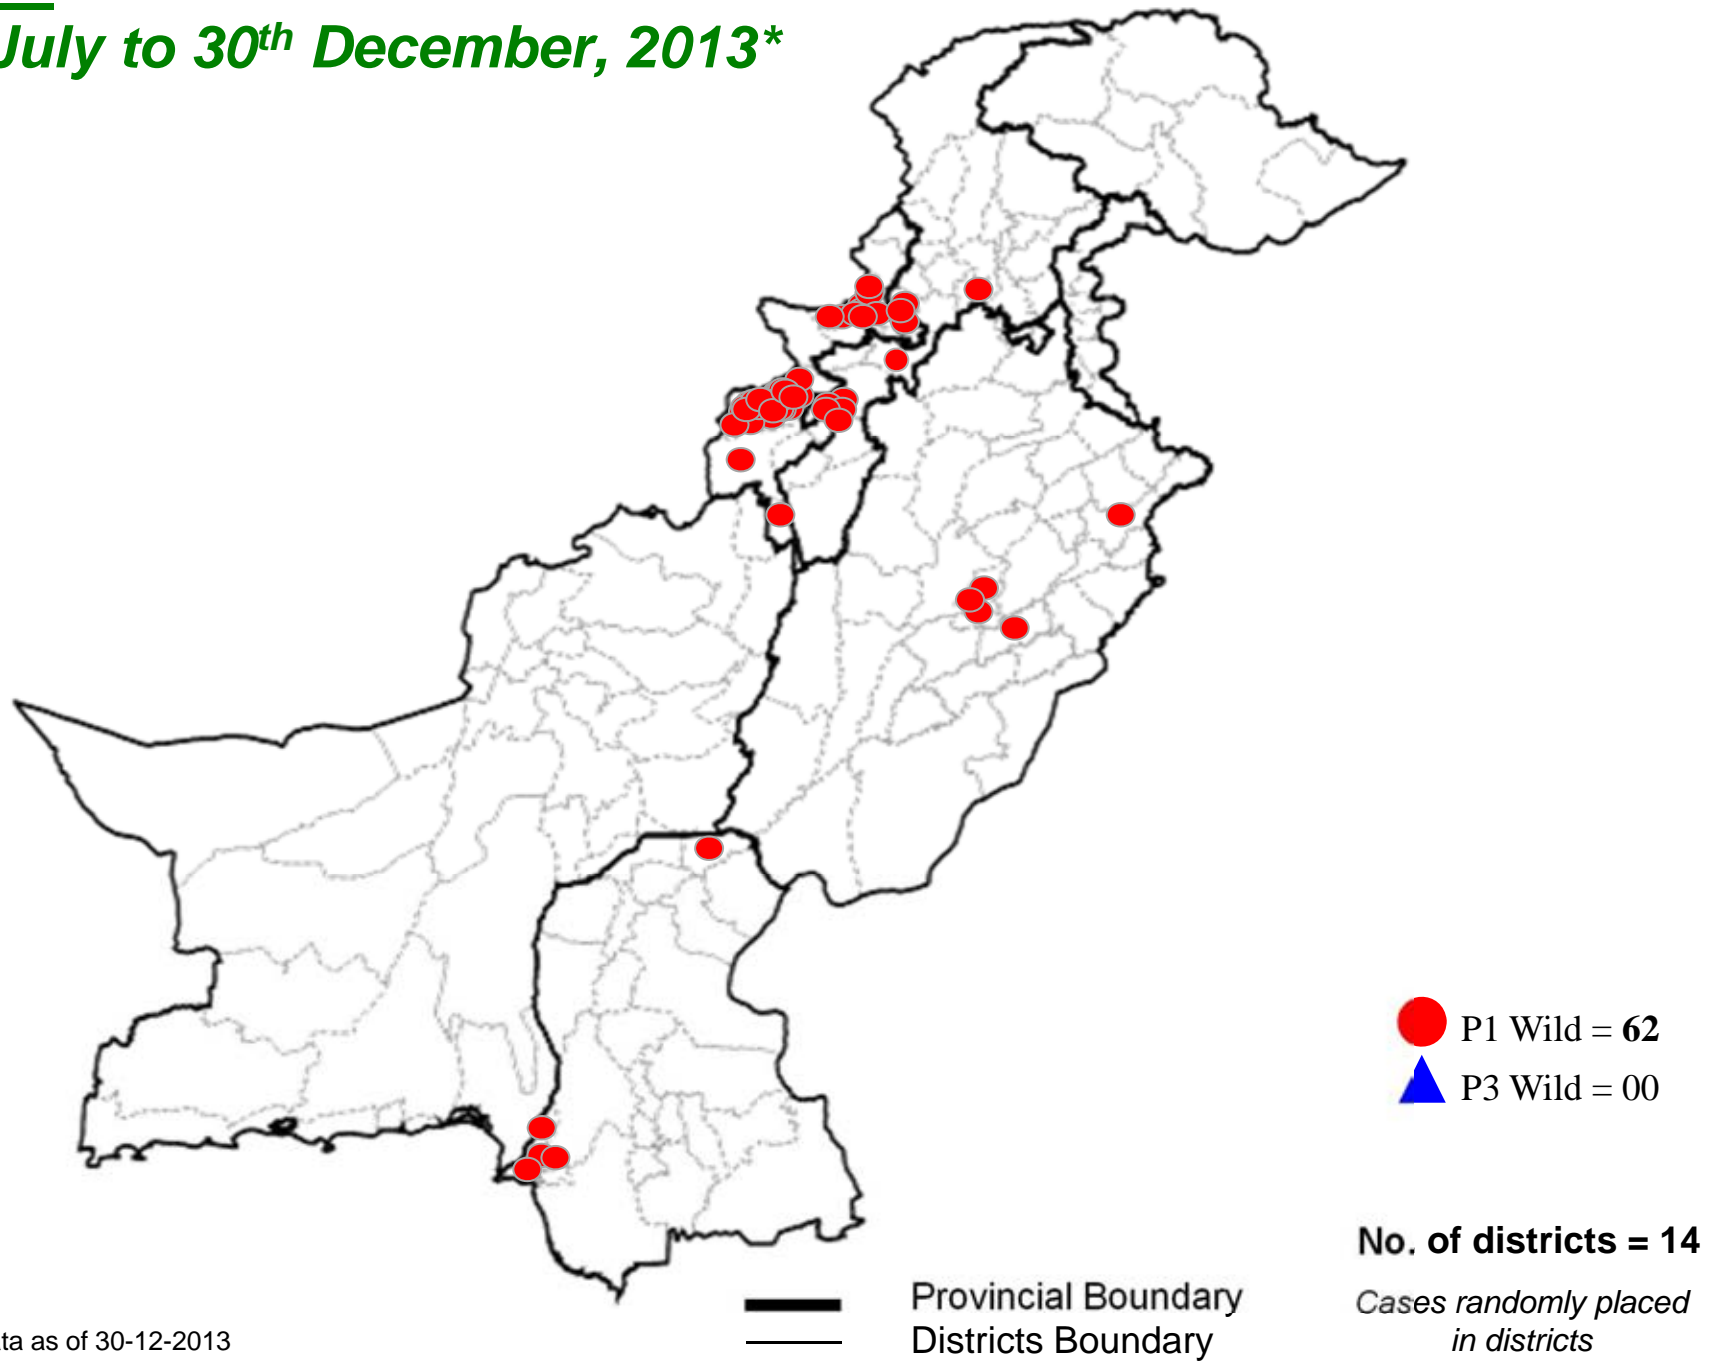 July to 30th December, 2013*
P1 Wild = 62
P3 Wild = 00
No. of districts = 14
Cases randomly placed
in districts
Provincial Boundary
Districts Boundary
ta as of 30-12-2013